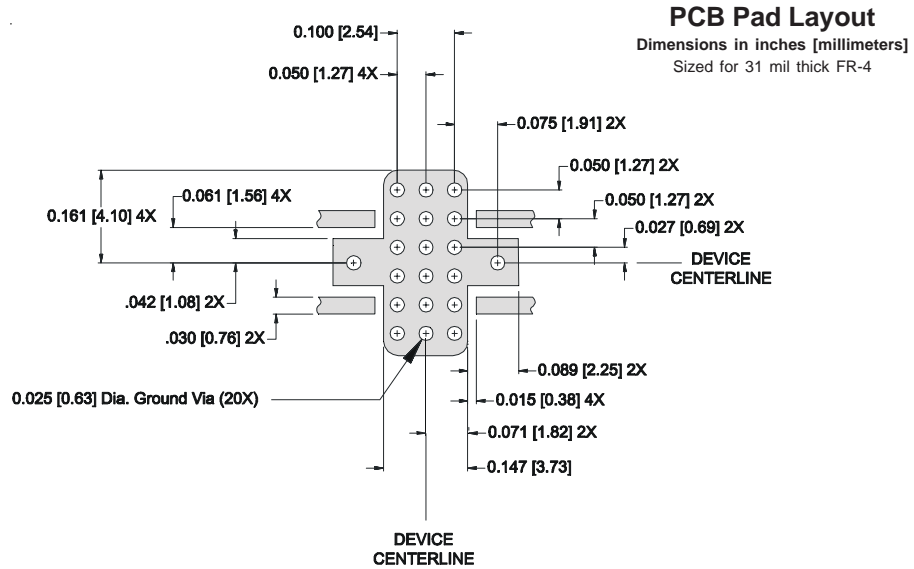 PCB Pad Layout
Dimensions in inches [millimeters]
Sized for 31 mil thick FR-4
0.100 [2.54]
0.050 [1.27] 4X
0.075 [1.91] 2X
0.050 [1.27] 2X
0.061 [1.56] 4X
0.050 [1.27] 2X
0.161 [4.10] 4X
0.027 [0.69] 2X
DEVICE
CENTERLINE
.042 [1.08] 2X
.030 [0.76] 2X
0.089 [2.25] 2X
0.025 [0.63] Dia. Ground Via (20X)
0.015 [0.38] 4X
0.071 [1.82] 2X
0.147 [3.73]
DEVICE
CENTERLINE